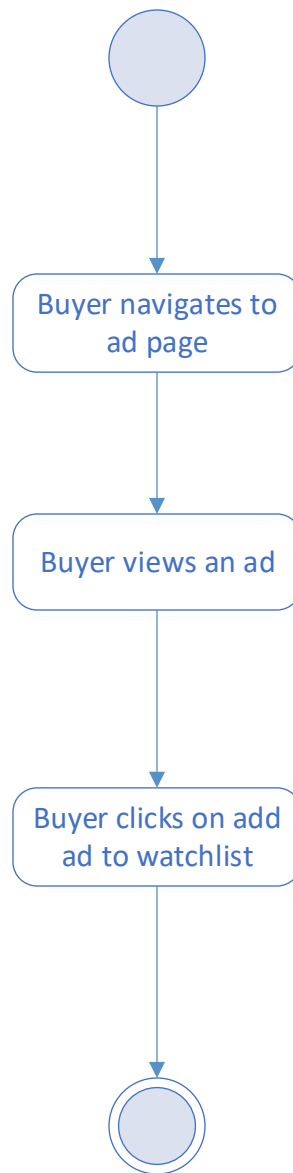 Buyer navigates to
ad page
Buyer views an ad
Buyer clicks on add
ad to watchlist